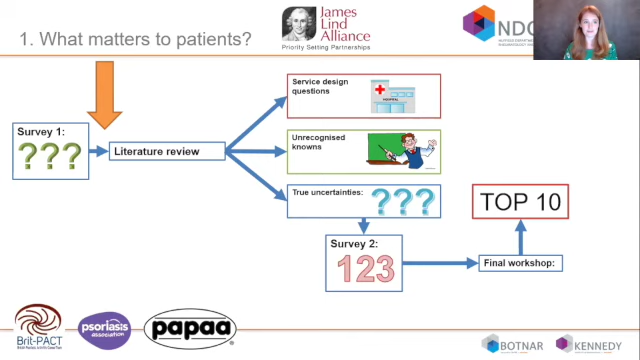 1. What matters to patients?
James
Lind
Alliance
Priority Setting Partnerships
Service design
questions
HOSPITAL
Survey 1:
???
Literature review
Unrecognised
knowns
True uncertainties:
???
TOP 10
Survey 2:
123
Final workshop:
Brit-PACT
psoriasis
association
papaa
BOTNAR
KENNEDY